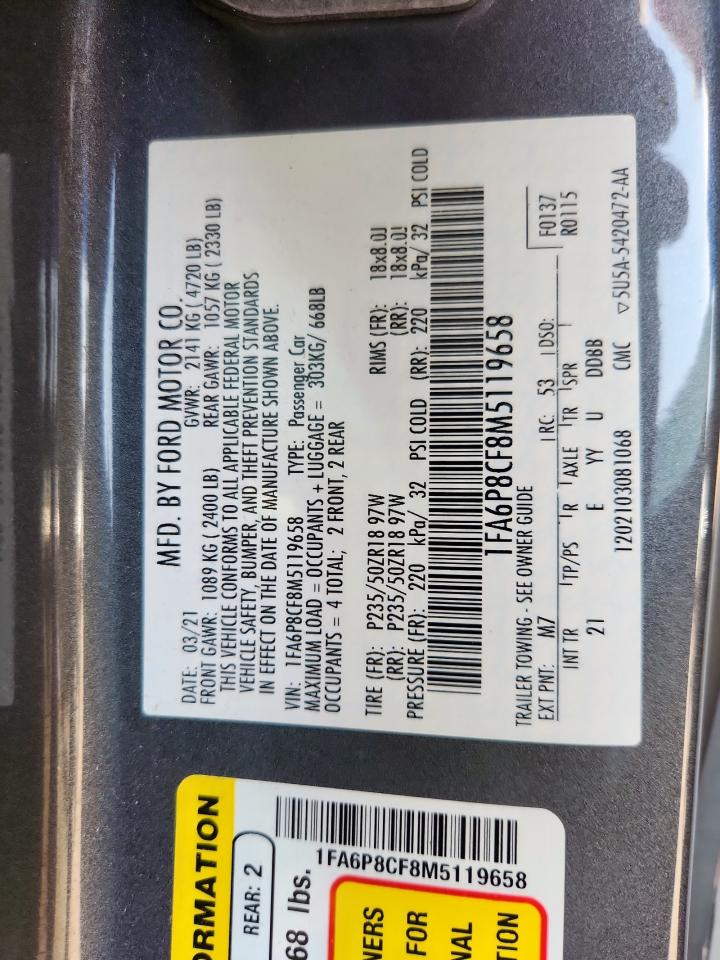 MFD. BY FORD MOTOR CO.
DATE: 03/21 GVWR: 2141 KG ( 4720 LB)
FRONT GAWR: 1089 KG ( 2400 LB) REAR GAWR: 1057 KG ( 2330 LB)
THIS VEHICLE CONFORMS TO ALL APPLICABLE FEDERAL MOTOR
VEHICLE SAFETY, BUMPER, AND THEFT PREVENTION STANDARDS
IN EFFECT ON THE DATE OF MANUFACTURE SHOWN ABOVE.
VIN: 1FA6P8CF8M5119658 TYPE: Passenger Car
MAXIMUM LOAD = OCCUPANTS + LUGGAGE = 303KG/ 668LB
OCCUPANTS = 4 TOTAL; 2 FRONT, 2 REAR
TIRE (FR): P235/50ZR18 97W RIMS (FR): 18x8.0J
(RR): P235/50ZR18 97W (RR): 18x8.0J
PRESSURE (FR): 220 kPa/ 32 PSI COLD (RR): 220 kPa/ 32 PSI COLD
1FA6P8CF8M5119658
TRAILER TOWING - SEE OWNER GUIDE
EXT PNT: M7 RC: 53 DSO: F0137
R0115
INT TR TP/PS R AXLE TR SPR
21 E YY U DDBB
1202103081068 CMC ▽5U5A-5420472-AA
ORMATION
REAR: 2
68 lbs.
1FA6P8CF8M5119658
NERS
FOR
NAL
TION